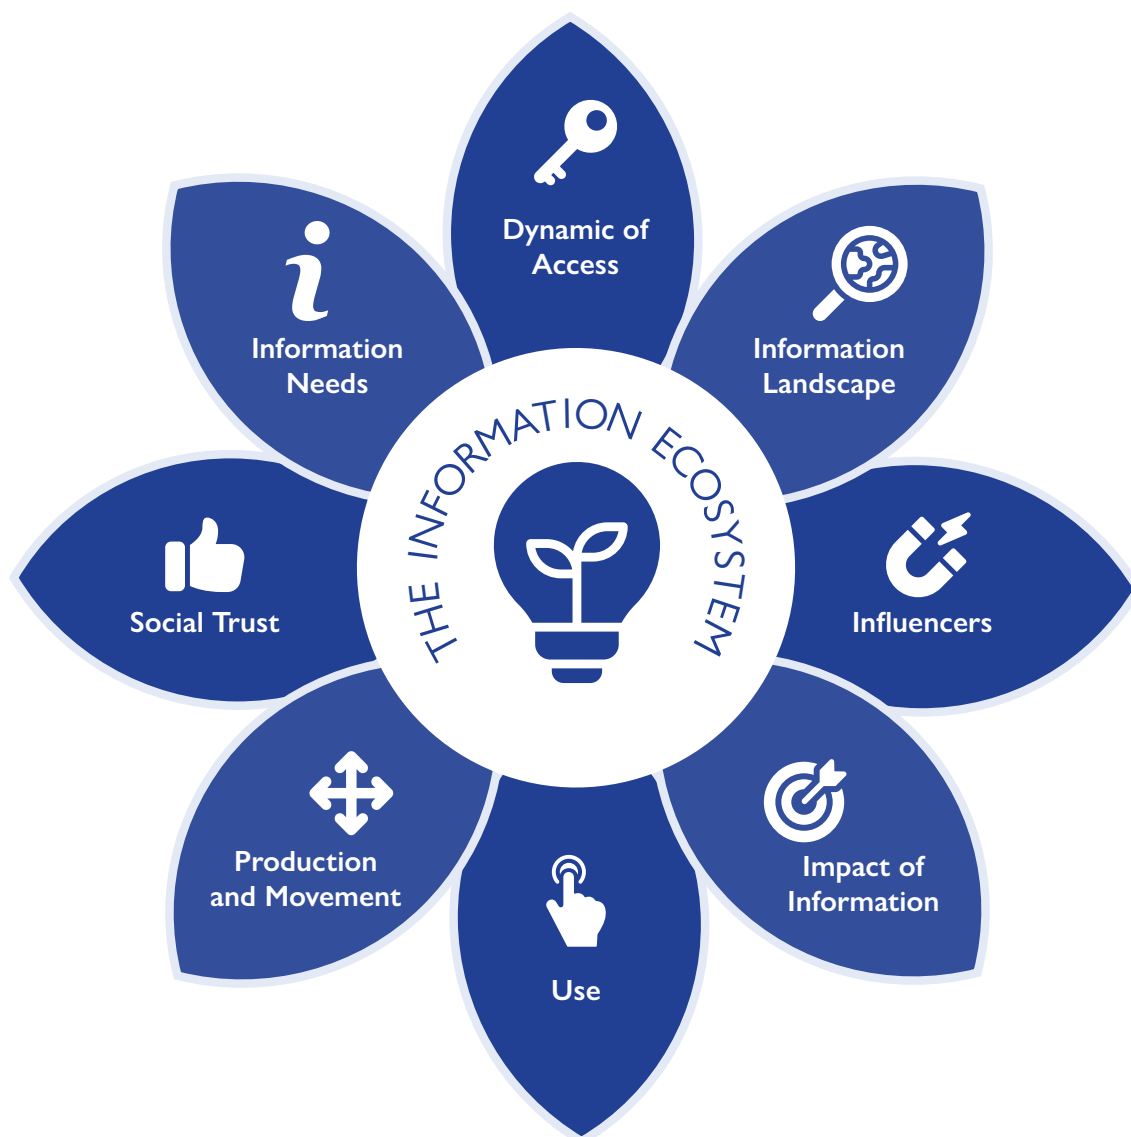 Dynamic of
Access
Information
Landscape
Influencers
Impact of
Information
Use
Production
and Movement
Social Trust
Information
Needs
THE INFORMATION ECOSYSTEM